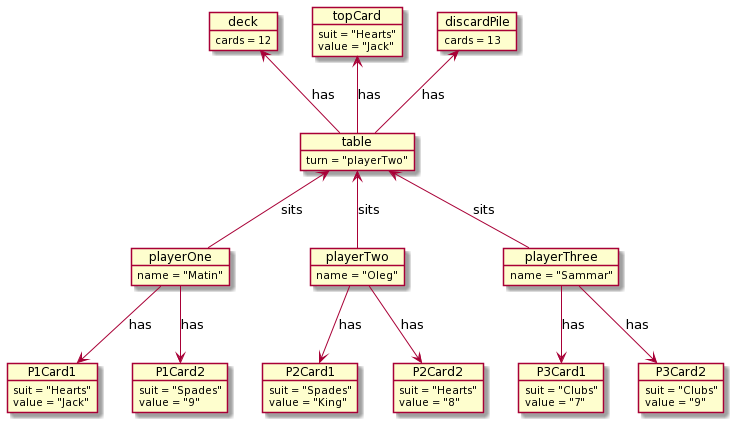 deck
cards = 12
topCard
suit = "Hearts"
value = "Jack"
discardPile
cards = 13
has
has
has
table
turn = "playerTwo"
sits
sits
sits
playerOne
name = "Matin"
playerTwo
name = "Oleg"
playerThree
name = "Sammar"
has
has
has
has
has
has
P1Card1
suit = "Hearts"
value = "Jack"
P1Card2
suit = "Spades"
value = "9"
P2Card1
suit = "Spades"
value = "King"
P2Card2
suit = "Hearts"
value = "8"
P3Card1
suit = "Clubs"
value = "7"
P3Card2
suit = "Clubs"
value = "9"